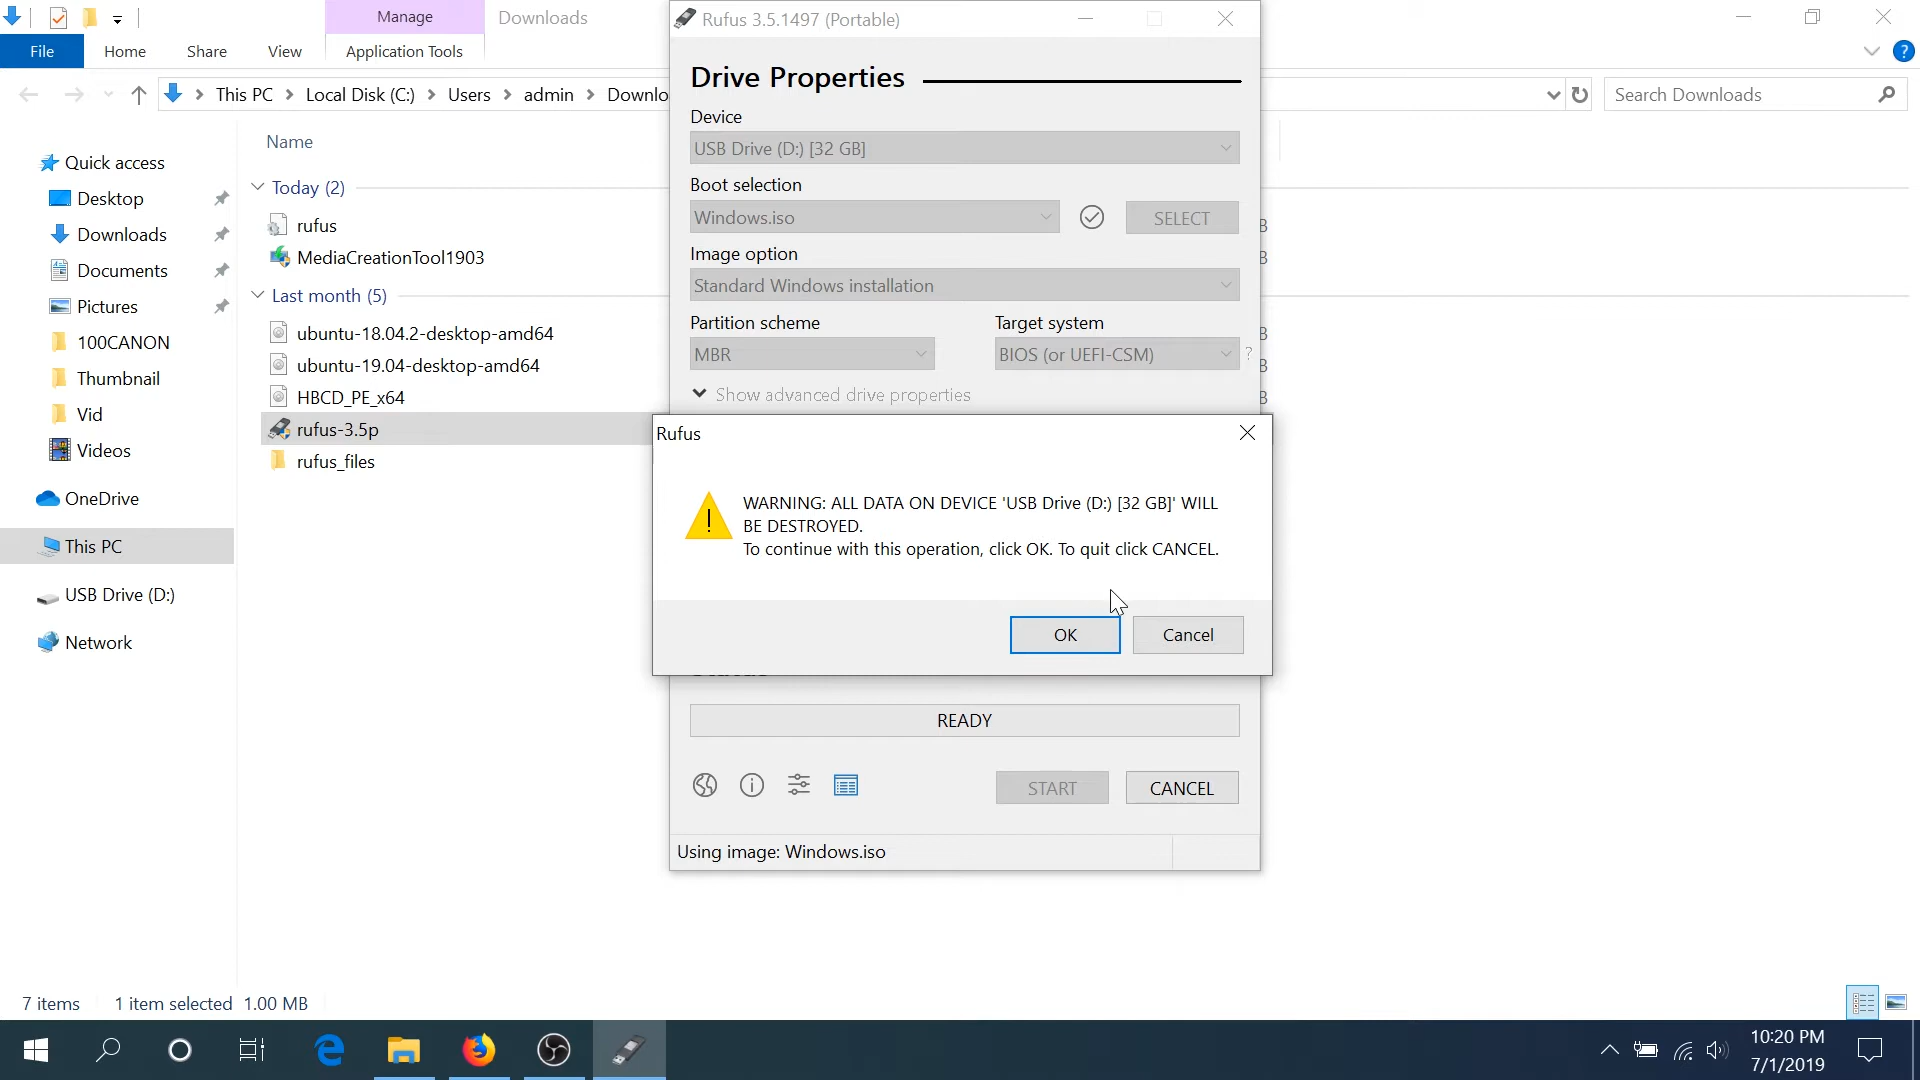 Manage
Downloads
File
Home
Share
View
Application Tools
This PC
Local Disk (C:)
Users
admin
Downlo
Search Downloads
?
Quick access
Desktop
Downloads
Documents
Pictures
100CANON
Thumbnail
Vid
Videos
OneDrive
This PC
USB Drive (D:)
Network
Name
Today (2)
rufus
MediaCreationTool1903
Last month (5)
ubuntu-18.04.2-desktop-amd64
ubuntu-19.04-desktop-amd64
HBCD_PE_x64
rufus-3.5p
rufus_files
B
B
B
B
B
Rufus 3.5.1497 (Portable)
Drive Properties
Device
USB Drive (D:) [32 GB]
Boot selection
Windows.iso
SELECT
Image option
Standard Windows installation
Partition scheme
Target system
MBR
BIOS (or UEFI-CSM)
?
Show advanced drive properties
Rufus
WARNING: ALL DATA ON DEVICE 'USB Drive (D:) [32 GB]' WILL
BE DESTROYED.
To continue with this operation, click OK. To quit click CANCEL.
OK
Cancel
READY
START
CANCEL
Using image: Windows.iso
7 items
1 item selected 1.00 MB
10:20 PM
7/1/2019